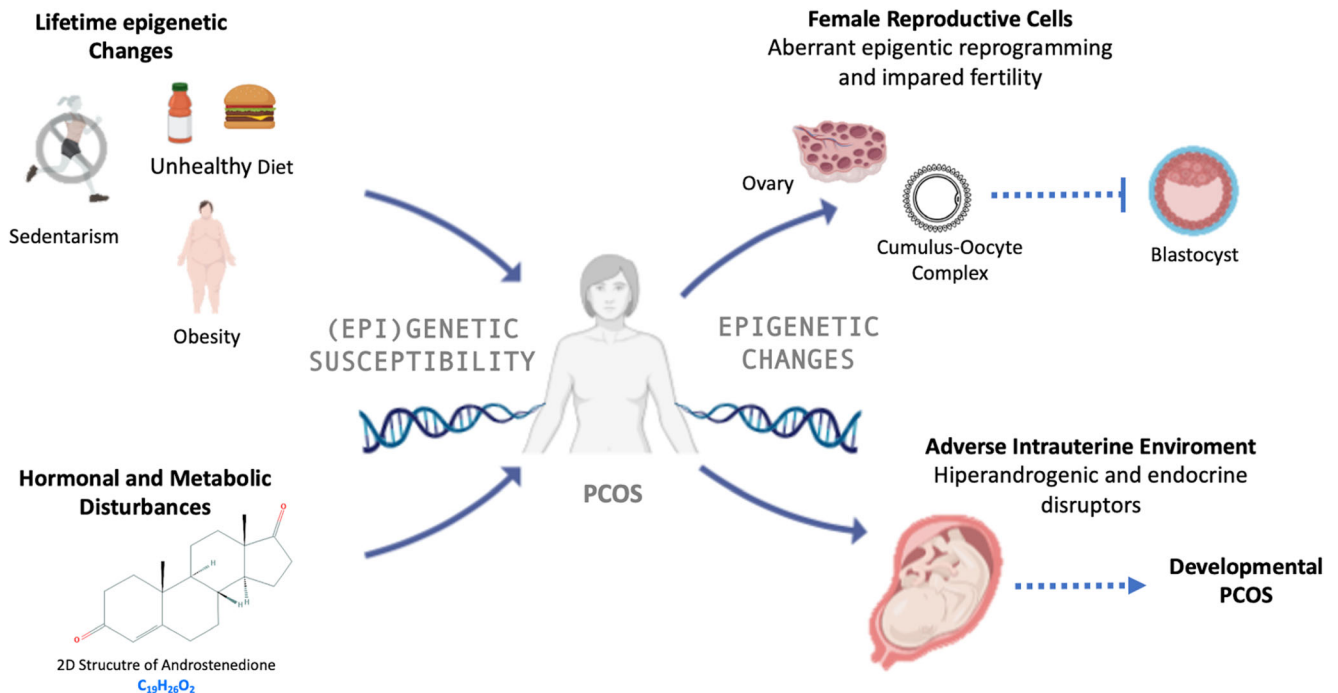 Lifetime epigenetic
Changes
Unhealthy Diet
Sedentarism
Obesity
Hormonal and Metabolic
Disturbances
O
H
H
H
O
2D Strucutre of Androstenedione
C₁₉H₂₆O₂
(EPI)GENETIC
SUSCEPTIBILITY
PCOS
EPIGENETIC
CHANGES
Female Reproductive Cells
Aberrant epigentic reprogramming
and impared fertility
Ovary
Cumulus-Oocyte
Complex
Blastocyst
Adverse Intrauterine Enviroment
Hiperandrogenic and endocrine
disruptors
Developmental
PCOS